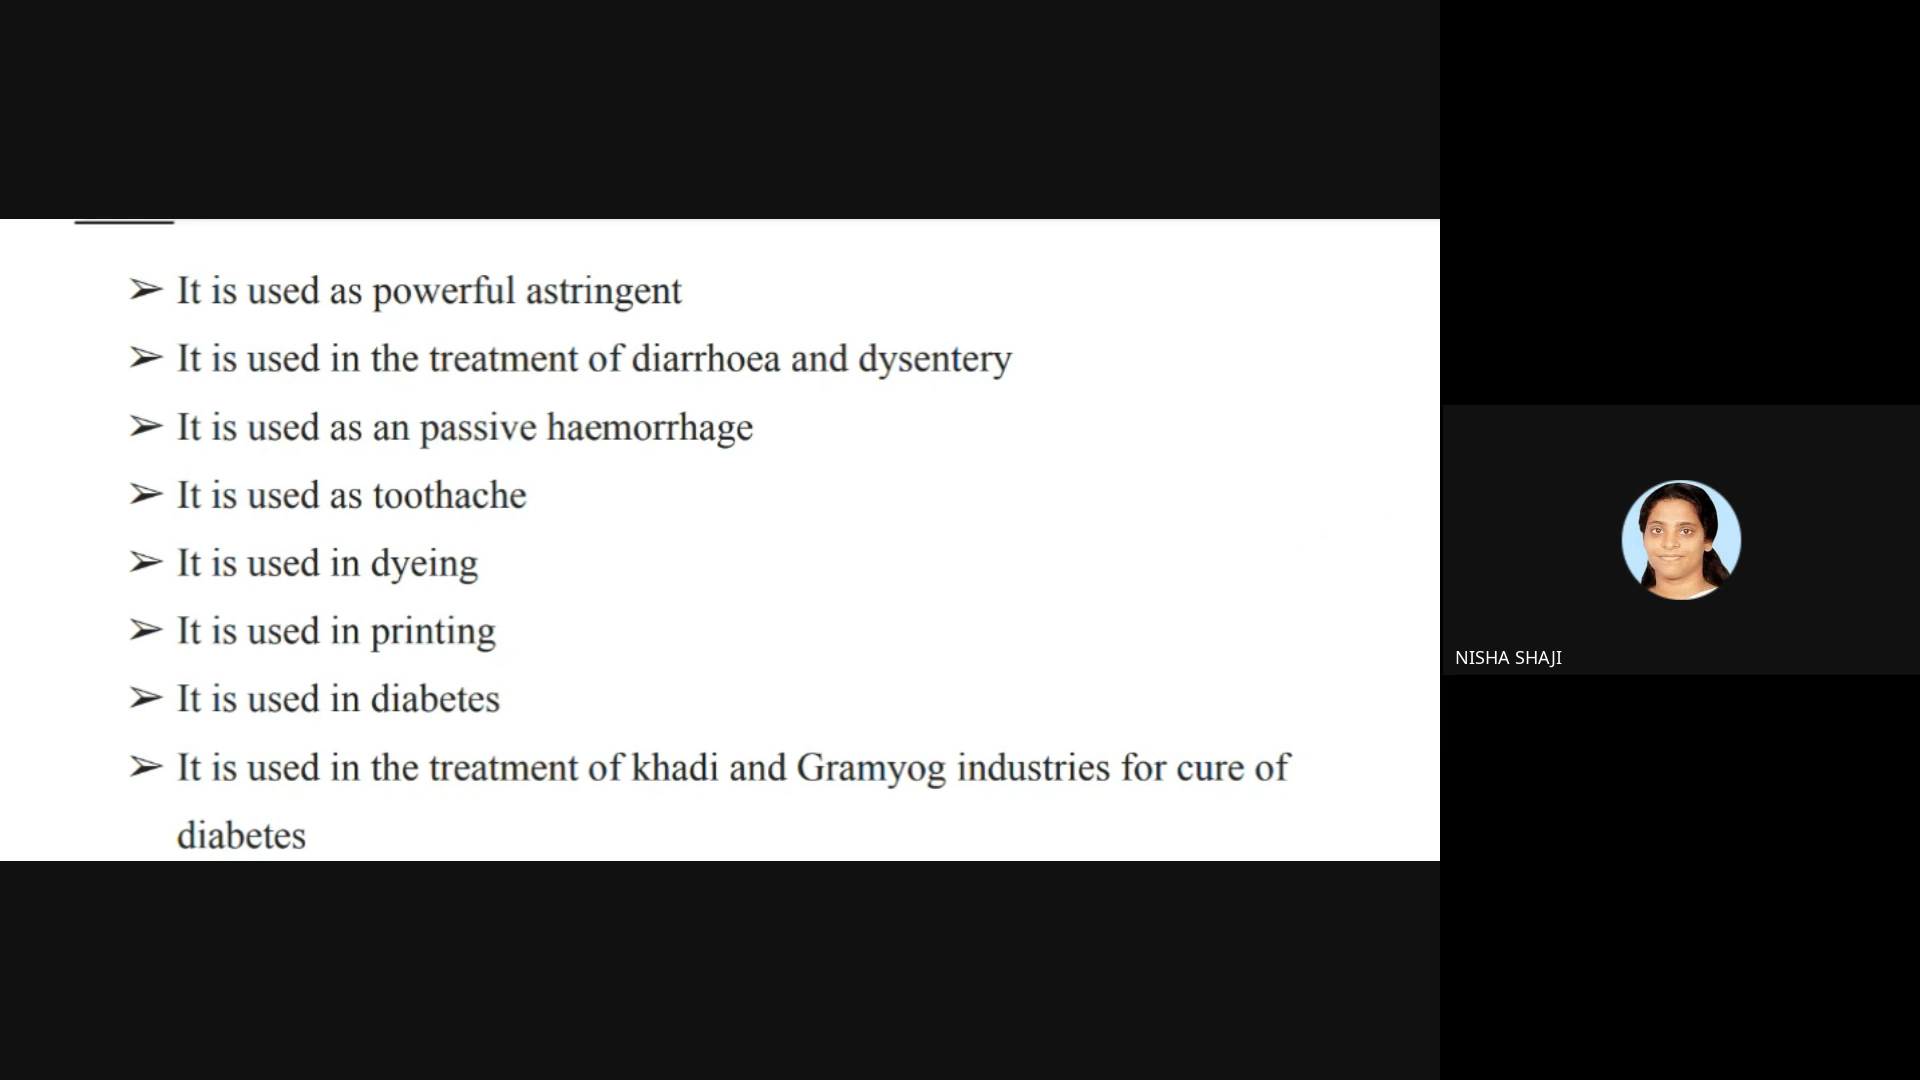 ➢ It is used as powerful astringent
➢ It is used in the treatment of diarrhoea and dysentery
➢ It is used as an passive haemorrhage
➢ It is used as toothache
➢ It is used in dyeing
➢ It is used in printing
➢ It is used in diabetes
➢ It is used in the treatment of khadi and Gramyog industries for cure of
diabetes
NISHA SHAJI